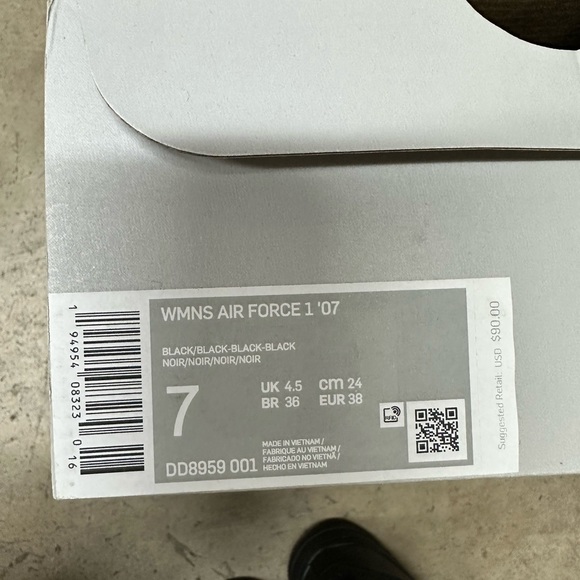 WMNS AIR FORCE 1 '07
BLACK/BLACK-BLACK-BLACK
NOIR/NOIR/NOIR/NOIR
7
UK 4.5 cm 24
BR 36 EUR 38
DD8959 001
MADE IN VIETNAM /
FABRIQUE AU VIETNAM /
FABRICADO NO VIETNÃ /
HECHO EN VIETNAM
RFID
Suggested Retail: USD $90.00
1 94954 08323 0 16